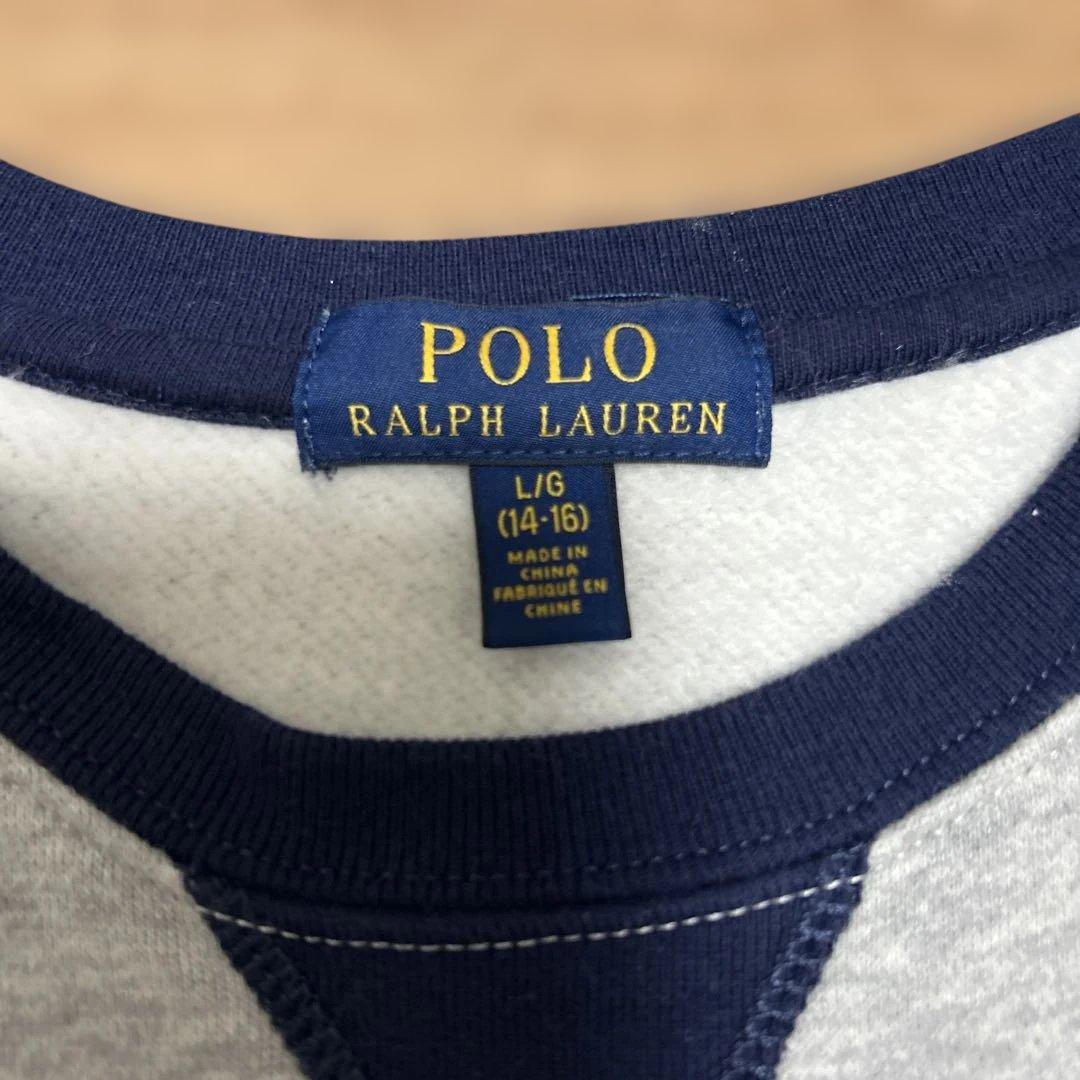 POLO
RALPH LAUREN
L/G
(14-16)
MADE IN
CHINA
FABRIQUÉ EN
CHINE